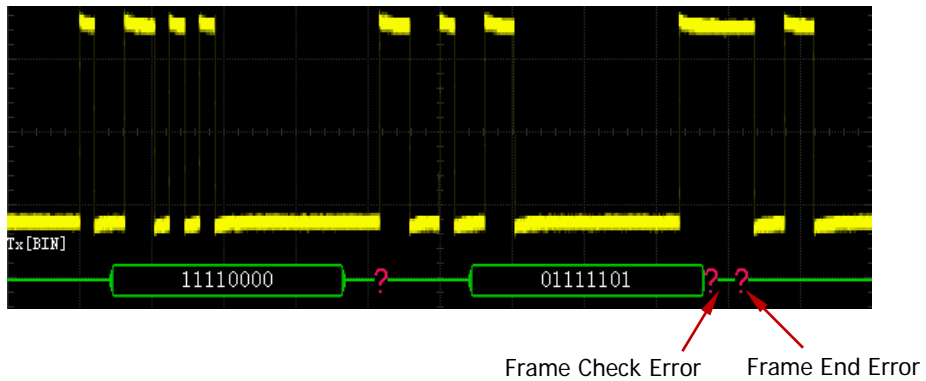 Tx[BIN]
11110000
?
01111101
?
?
Frame Check Error
Frame End Error